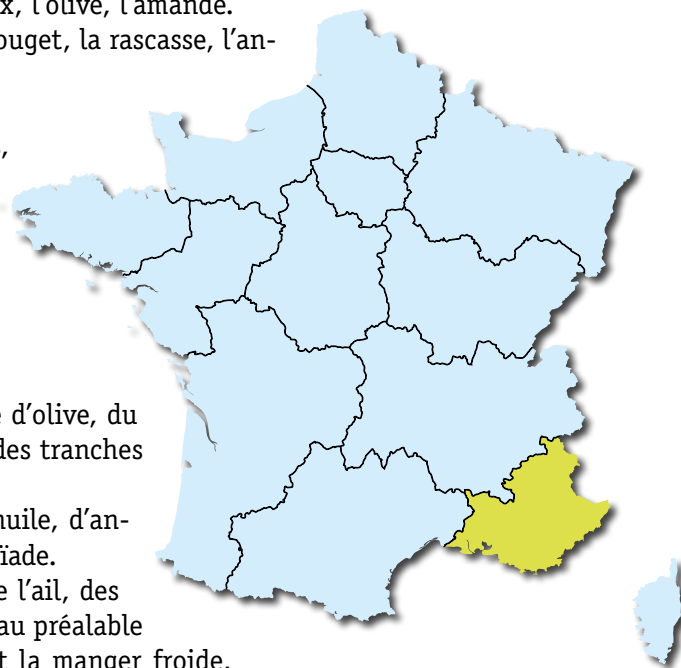 x, l'olive, l'amande.
ouget, la rascasse, l'an-
,
e d'olive, du
des tranches
huile, d'an-
ïade.
e l'ail, des
au préalable
t la manger froide.